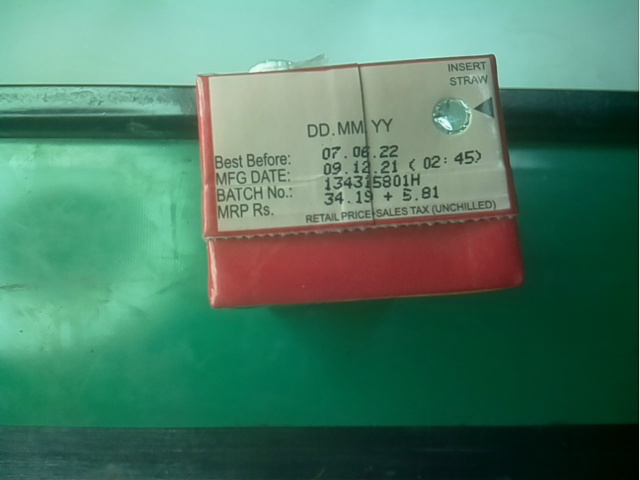 INSERT
STRAW
DD.MM.YY
Best Before: 07.06.22
MFG DATE: 09.12.21 ( 02:45)
BATCH No.: 134315801H
MRP Rs. 34.19 + 5.81
RETAIL PRICE+SALES TAX (UNCHILLED)